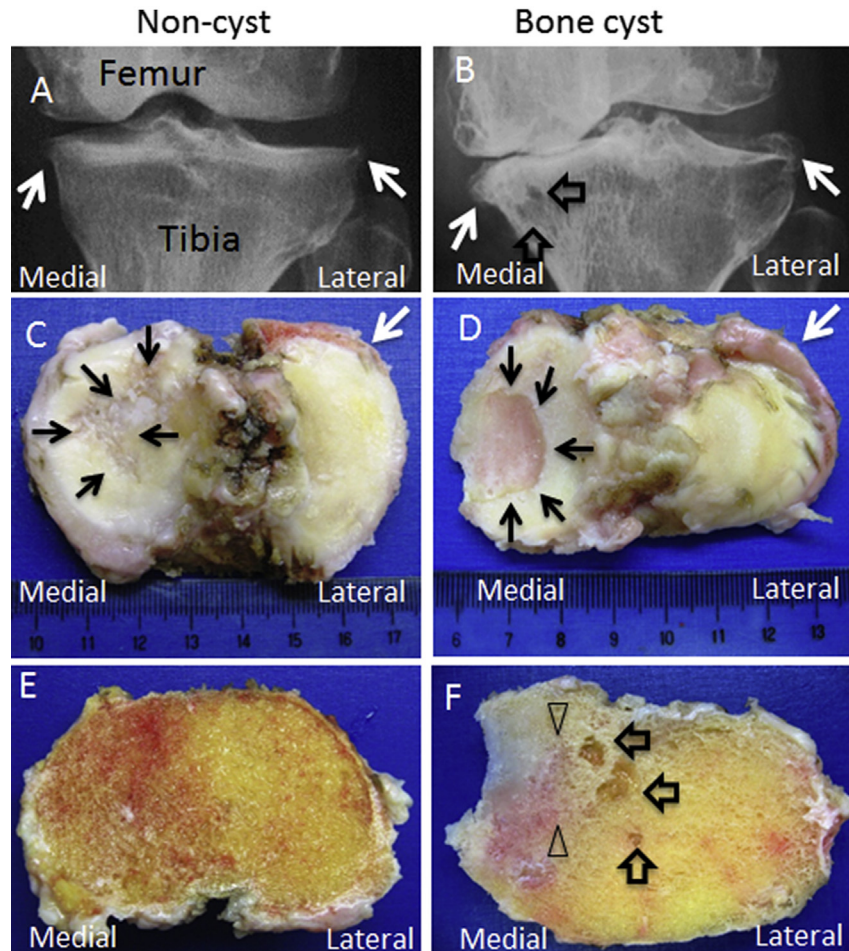 Non-cyst Bone cyst
A Femur B
Tibia
Medial Lateral Medial Lateral
C D
Medial Lateral Medial Lateral
10 11 12 13 14 15 16 17 6 7 8 9 10 11 12 13
E F
Medial Lateral Medial Lateral